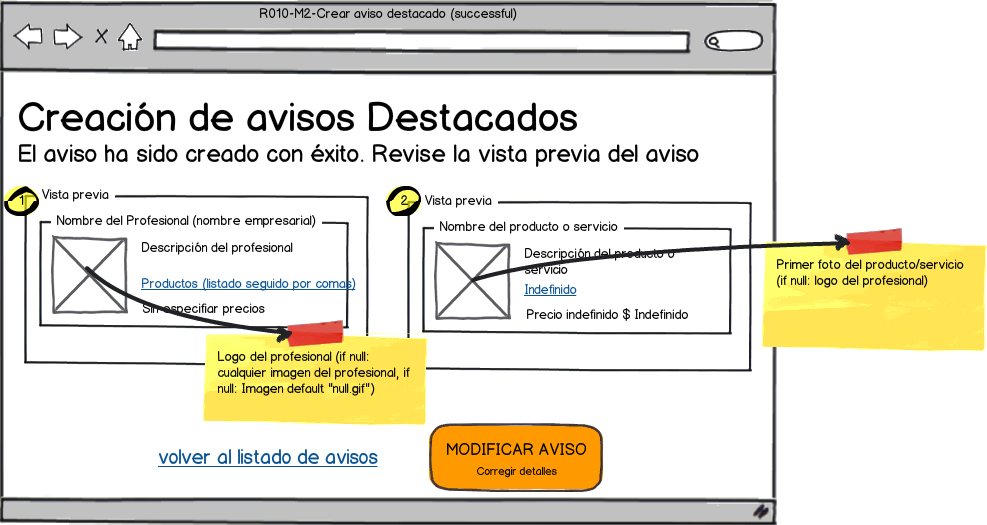 R010-M2-Crear aviso destacado (successful)
X
Creación de avisos Destacados
El aviso ha sido creado con éxito. Revise la vista previa del aviso
1
Vista previa
Nombre del Profesional (nombre empresarial)
Descripción del profesional
Productos (listado seguido por comas)
Sin especifiar precios
Logo del profesional (if null:
cualquier imagen del profesional, if
null: Imagen default "null.gif")
2
Vista previa
Nombre del producto o servicio
Descripción del producto o
servicio
Indefinido
Precio indefinido $ Indefinido
Primer foto del producto/servicio
(if null: logo del profesional)
volver al listado de avisos
MODIFICAR AVISO
Corregir detalles